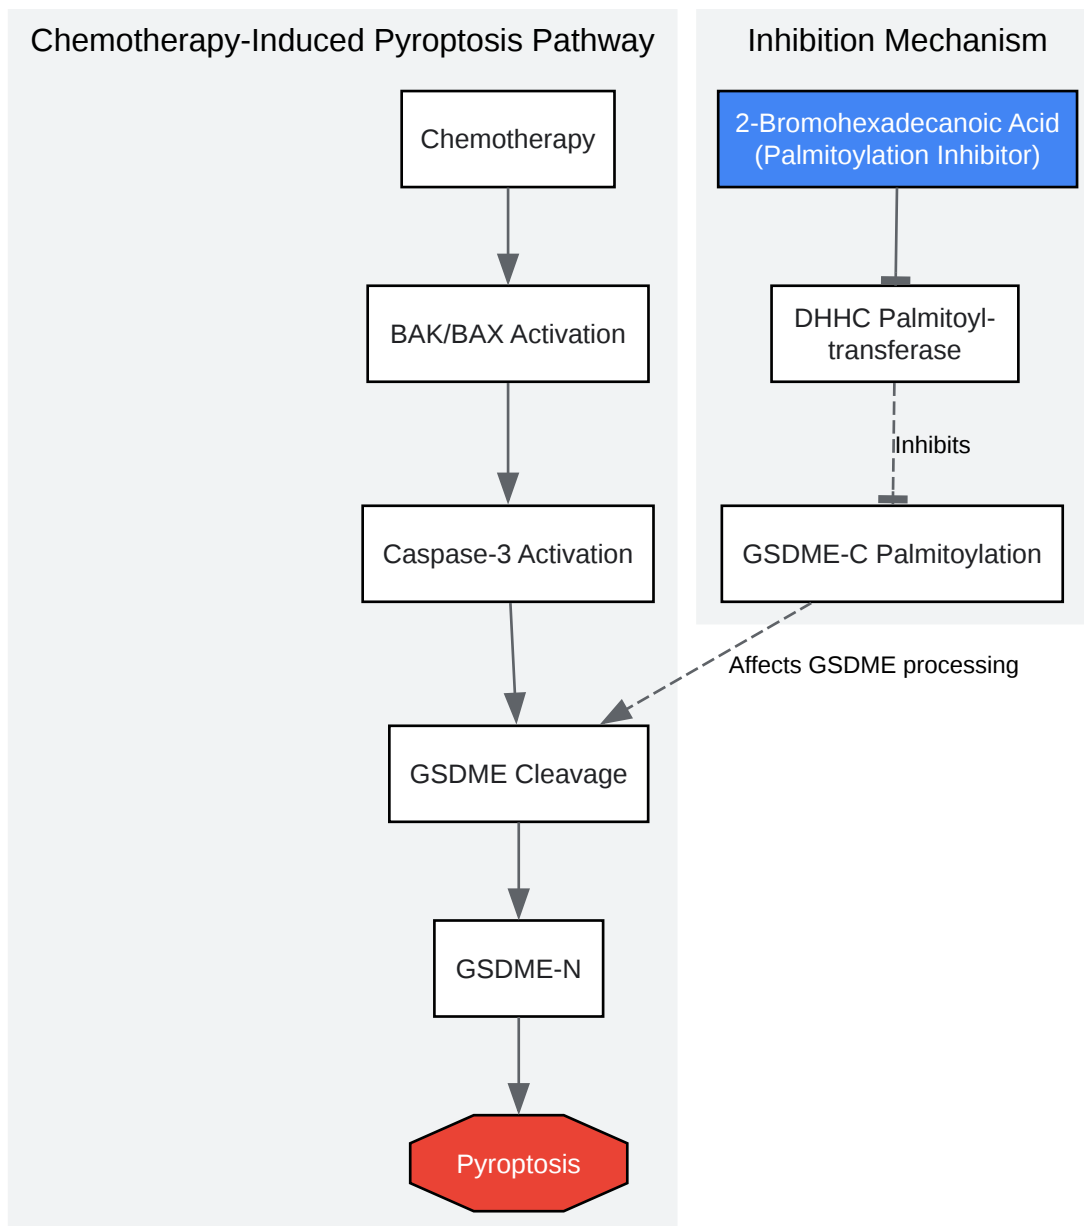 Chemotherapy-Induced Pyroptosis Pathway
Chemotherapy
BAK/BAX Activation
Caspase-3 Activation
GSDME Cleavage
GSDME-N
Pyroptosis
Inhibition Mechanism
2-Bromohexadecanoic Acid
(Palmitoylation Inhibitor)
DHHC Palmitoyl-
transferase
Inhibits
GSDME-C Palmitoylation
Affects GSDME processing